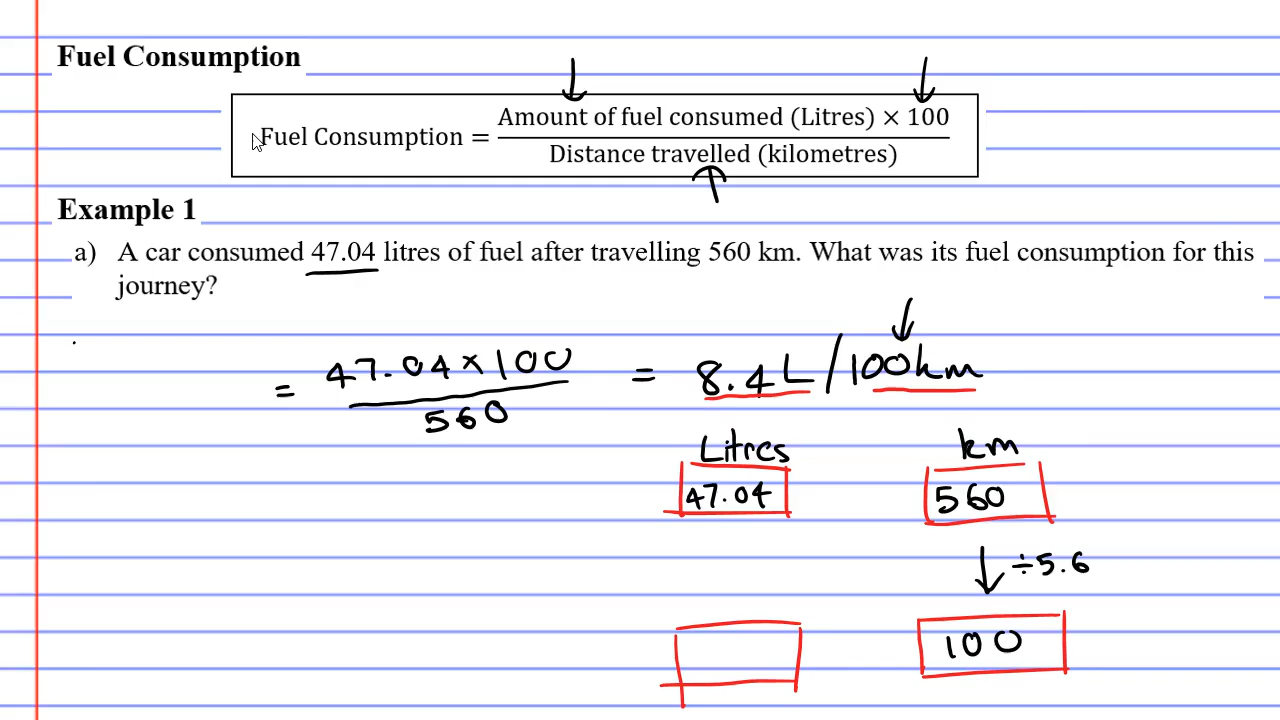 Fuel Consumption
Fuel Consumption = Amount of fuel consumed (Litres) × 100
Distance travelled (kilometres)
Example 1
a) A car consumed 47.04 litres of fuel after travelling 560 km. What was its fuel consumption for this
journey?
= 47.04 × 100 = 8.4 L / 100km
560
Litres km
47.04 560
÷5.6
100